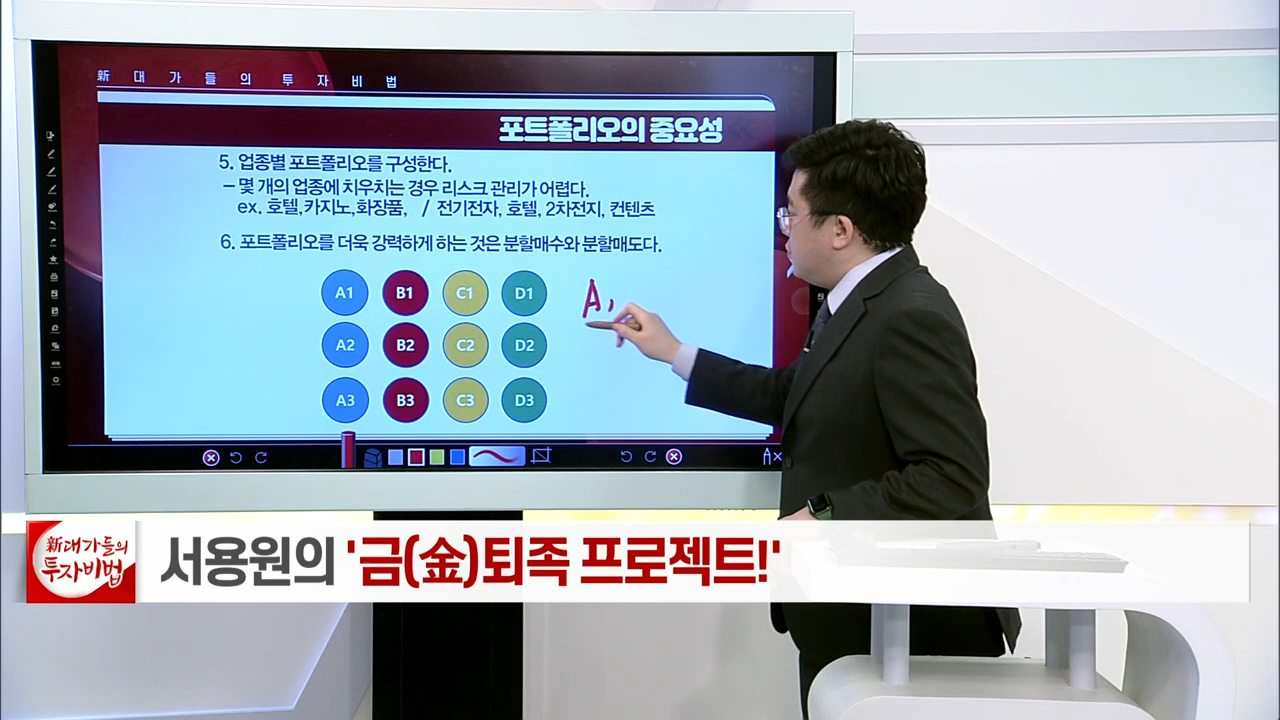 新 대 가 들 의 투 자 비 법
포트폴리오의 중요성
5. 업종별 포트폴리오를 구성한다.
– 몇 개의 업종에 치우치는 경우 리스크 관리가 어렵다.
ex. 호텔,카지노,화장품, / 전기전자, 호텔, 2차전지, 컨텐츠
6. 포트폴리오를 더욱 강력하게 하는 것은 분할매수와 분할매도다.
A1 B1 C1 D1 A,
A2 B2 C2 D2
A3 B3 C3 D3
新대가들의
투자비법
서용원의 '금(金)퇴족 프로젝트!'